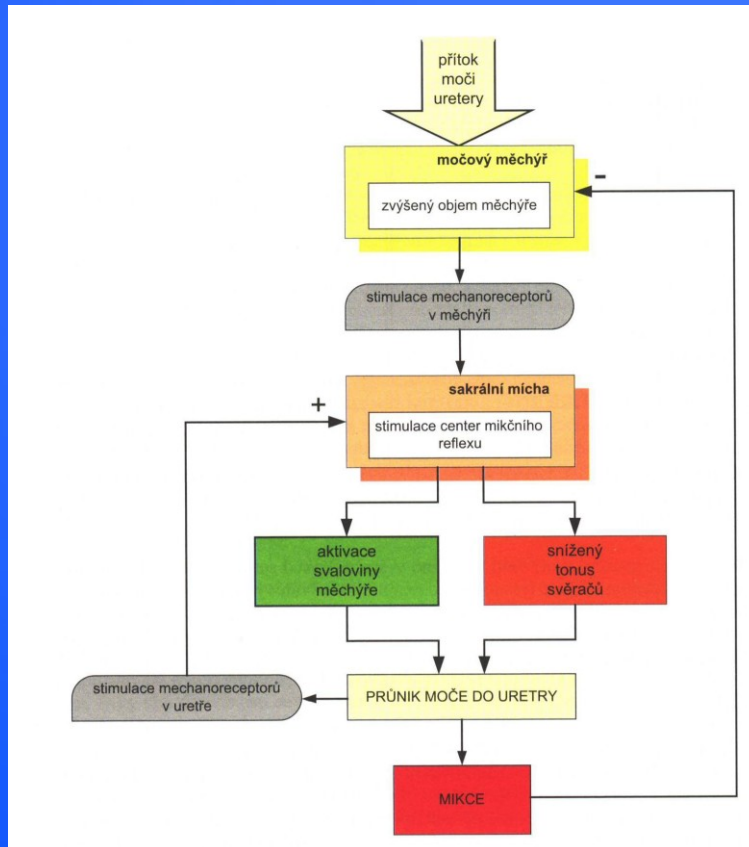 přítok
moči
uretery
močový měchýř
-
zvýšený objem měchýře
stimulace mechanoreceptorů
v měchýři
sakrální mícha
+
stimulace center mikčního
reflexu
aktivace
svaloviny
měchýře
snížený
tonus
svěračů
stimulace mechanoreceptorů
v uretře
PRŮNIK MOČE DO URETRY
MIKCE